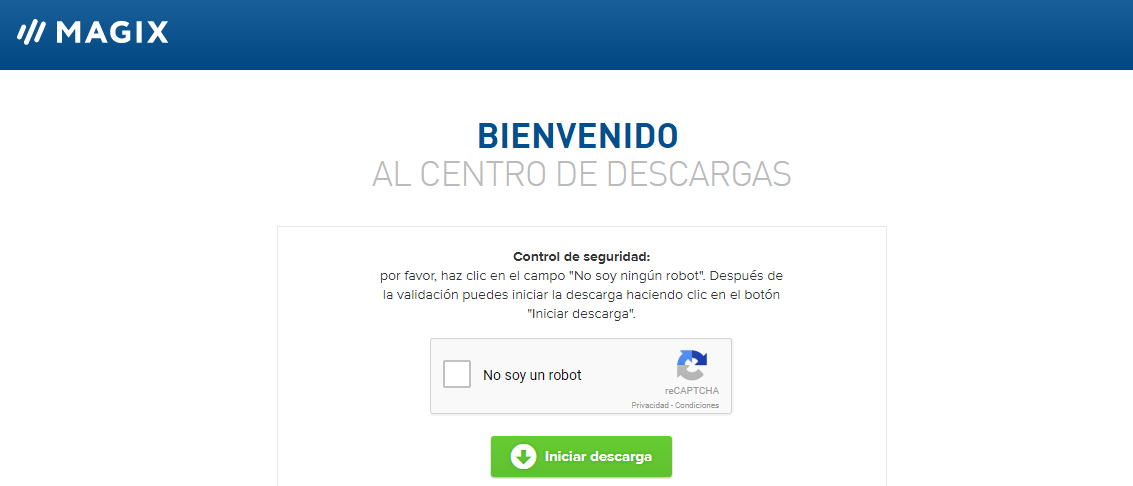 MAGIX
BIENVENIDO
AL CENTRO DE DESCARGAS
Control de seguridad:
por favor, haz clic en el campo "No soy ningún robot". Después de
la validación puedes iniciar la descarga haciendo clic en el botón
"Iniciar descarga".
No soy un robot
reCAPTCHA
Privacidad - Condiciones
Iniciar descarga